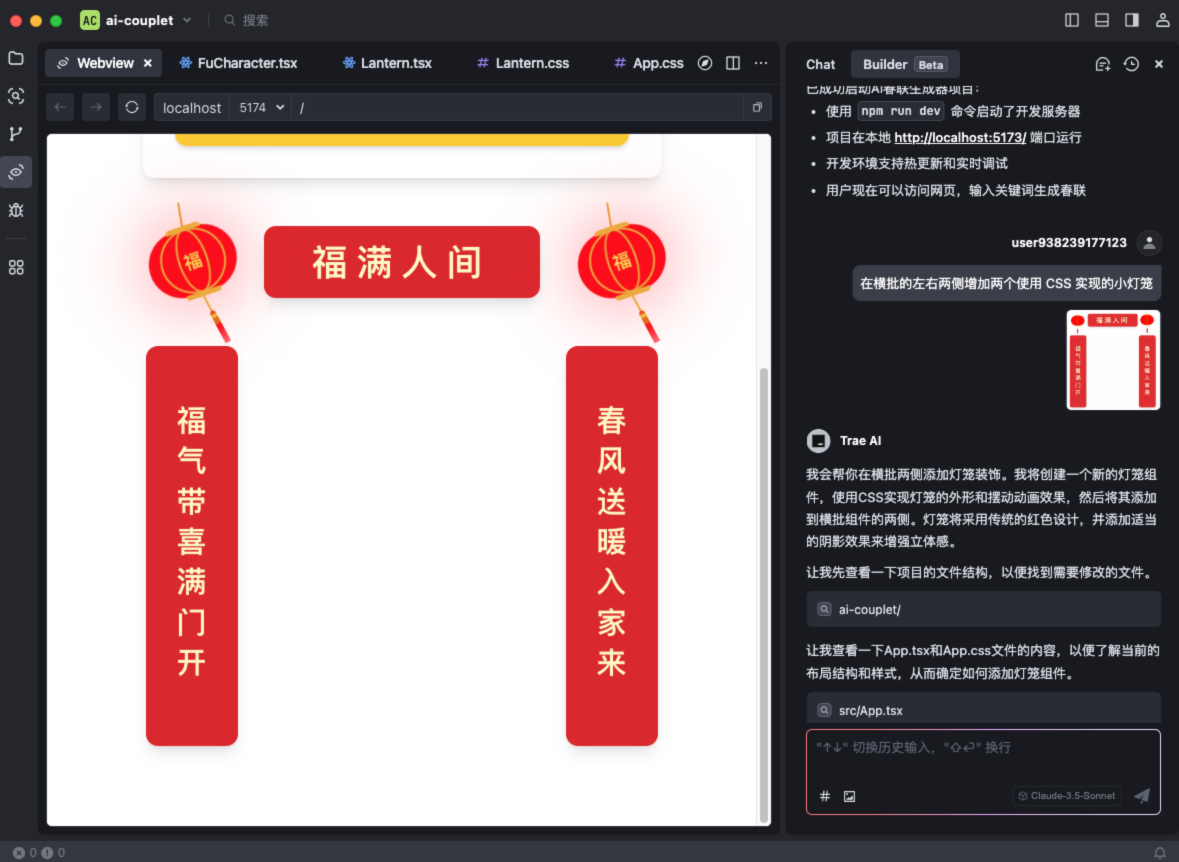 AC ai-couplet
搜索
Webview
FuCharacter.tsx
Lantern.tsx
# Lantern.css
# App.css
localhost 5174 /
福
福满人间
福
福气带喜满门开
春风送暖入家来
Chat
Builder Beta
已成功启动AI春联生成器项目：
• 使用 npm run dev 命令启动了开发服务器
• 项目在本地 http://localhost:5173/ 端口运行
• 开发环境支持热更新和实时调试
• 用户现在可以访问网页，输入关键词生成春联
user938239177123
在横批的左右两侧增加两个使用 CSS 实现的小灯笼
福满人间
福气带喜满门开
春风送暖入家来
Trae AI
我会帮你在横批两侧添加灯笼装饰。我将创建一个新的灯笼组
件，使用CSS实现灯笼的外形和摆动动画效果，然后将其添加
到横批组件的两侧。灯笼将采用传统的红色设计，并添加适当
的阴影效果来增强立体感。
让我先查看一下项目的文件结构，以便找到需要修改的文件。
ai-couplet/
让我查看一下App.tsx和App.css文件的内容，以便了解当前的
布局结构和样式，从而确定如何添加灯笼组件。
src/App.tsx
"↑↓" 切换历史输入，"⇧⏎" 换行
#
Claude-3.5-Sonnet
0 0